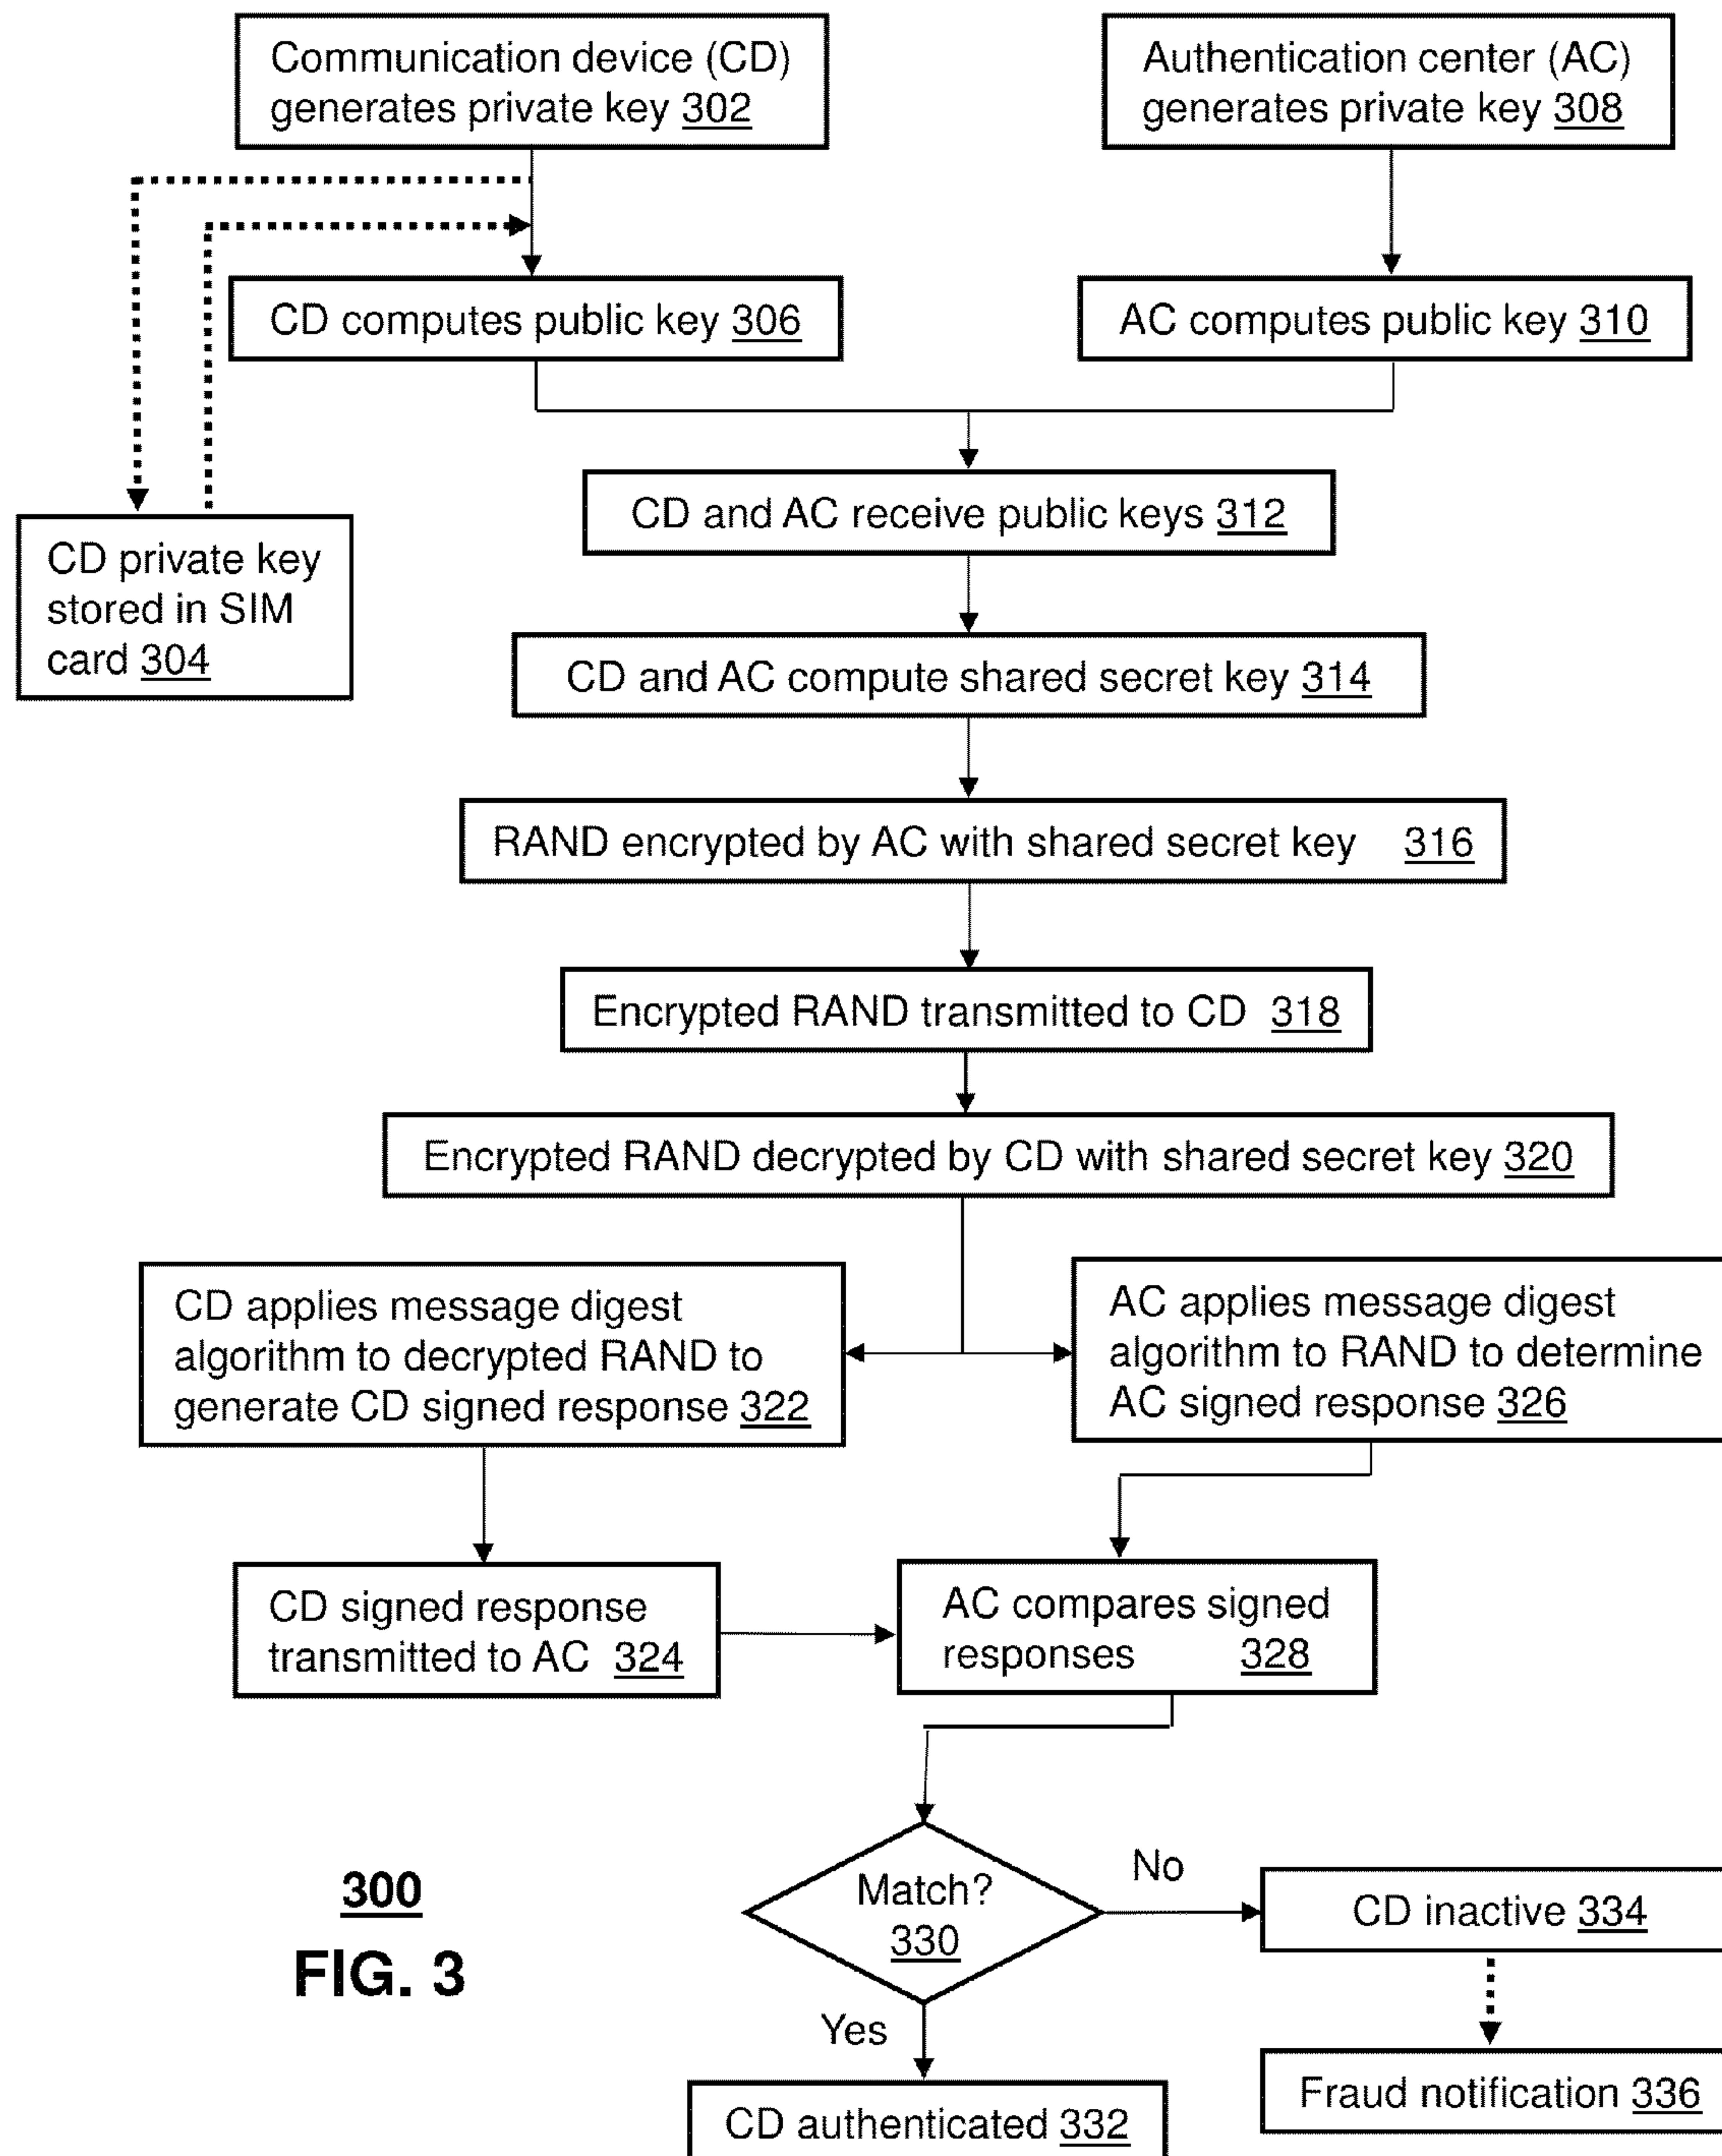 Communication device (CD)
generates private key 302
Authentication center (AC)
generates private key 308
CD computes public key 306
AC computes public key 310
CD and AC receive public keys 312
CD private key
stored in SIM
card 304
CD and AC compute shared secret key 314
RAND encrypted by AC with shared secret key 316
Encrypted RAND transmitted to CD 318
Encrypted RAND decrypted by CD with shared secret key 320
CD applies message digest
algorithm to decrypted RAND to
generate CD signed response 322
AC applies message digest
algorithm to RAND to determine
AC signed response 326
CD signed response
transmitted to AC 324
AC compares signed
responses 328
Match?
330
No
CD inactive 334
Yes
Fraud notification 336
CD authenticated 332
300
FIG. 3